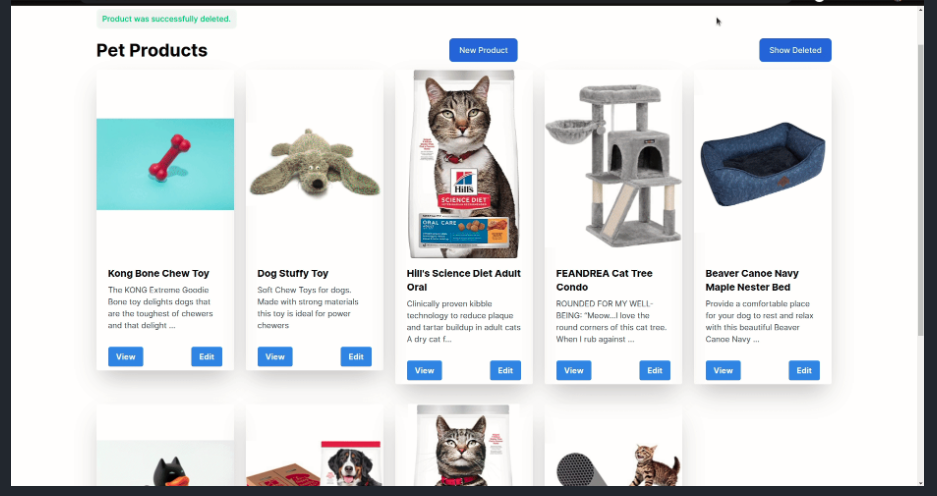 Product was successfully deleted.
Pet Products
New Product
Show Deleted
Hill's
SCIENCE DIET
ORAL CARE
Kong Bone Chew Toy
The KONG Extreme Goodie
Bone toy delights dogs that
are the toughest of chewers
and that delight ...
View
Edit
Dog Stuffy Toy
Soft Chew Toys for dogs.
Made with strong materials
this toy is ideal for power
chewers
View
Edit
Hill's Science Diet Adult
Oral
Clinically proven kibble
technology to reduce plaque
and tartar buildup in adult cats
A dry cat f...
View
Edit
FEANDREA Cat Tree
Condo
ROUNDED FOR MY WELL-
BEING: “Meow...I love the
round corners of this cat tree.
When I rub against ...
View
Edit
Beaver Canoe Navy
Maple Nester Bed
Provide a comfortable place
for your dog to rest and relax
with this beautiful Beaver
Canoe Navy ...
View
Edit